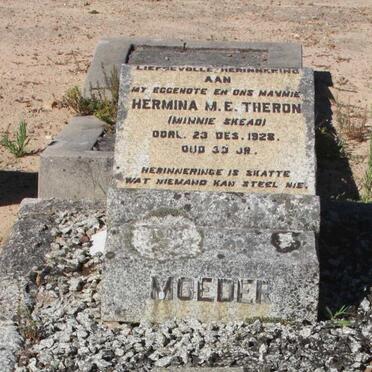 LIEFDEVOLLE HERINNERING
AAN
MY EGGENOTE EN ONS MAMMIE
HERMINA M.E. THERON
(MINNIE SKEAD)
OORL. 23 DES. 1928.
OUD 35 JR.
HERINNERINGE IS SKATTE
WAT NIEMAND KAN STEEL NIE.
MOEDER